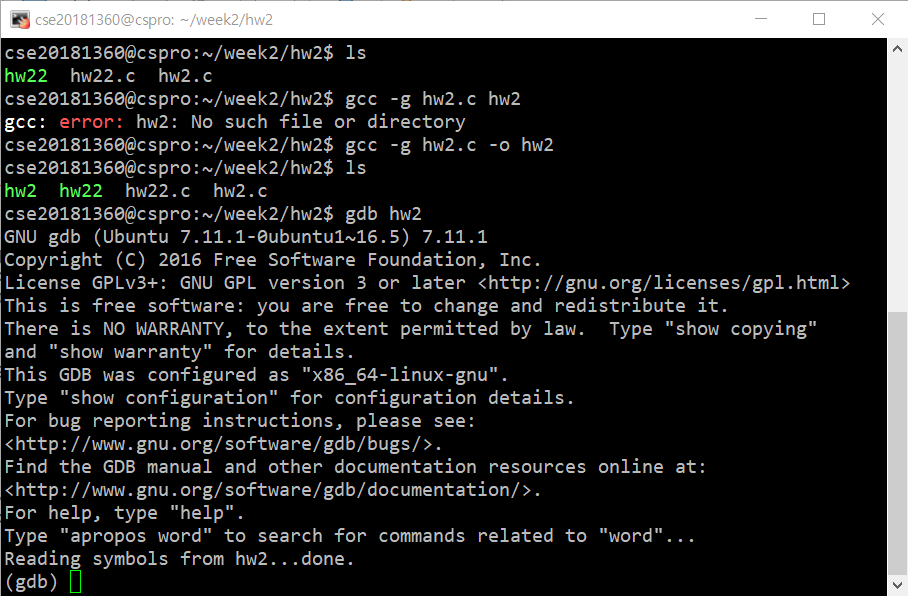 cse20181360@cspro: ~/week2/hw2
cse20181360@cspro:~/week2/hw2$ ls
hw22  hw22.c  hw2.c
cse20181360@cspro:~/week2/hw2$ gcc -g hw2.c hw2
gcc: error: hw2: No such file or directory
cse20181360@cspro:~/week2/hw2$ gcc -g hw2.c -o hw2
cse20181360@cspro:~/week2/hw2$ ls
hw2  hw22  hw22.c  hw2.c
cse20181360@cspro:~/week2/hw2$ gdb hw2
GNU gdb (Ubuntu 7.11.1-0ubuntu1~16.5) 7.11.1
Copyright (C) 2016 Free Software Foundation, Inc.
License GPLv3+: GNU GPL version 3 or later <http://gnu.org/licenses/gpl.html>
This is free software: you are free to change and redistribute it.
There is NO WARRANTY, to the extent permitted by law.  Type "show copying"
and "show warranty" for details.
This GDB was configured as "x86_64-linux-gnu".
Type "show configuration" for configuration details.
For bug reporting instructions, please see:
<http://www.gnu.org/software/gdb/bugs/>.
Find the GDB manual and other documentation resources online at:
<http://www.gnu.org/software/gdb/documentation/>.
For help, type "help".
Type "apropos word" to search for commands related to "word"...
Reading symbols from hw2...done.
(gdb)